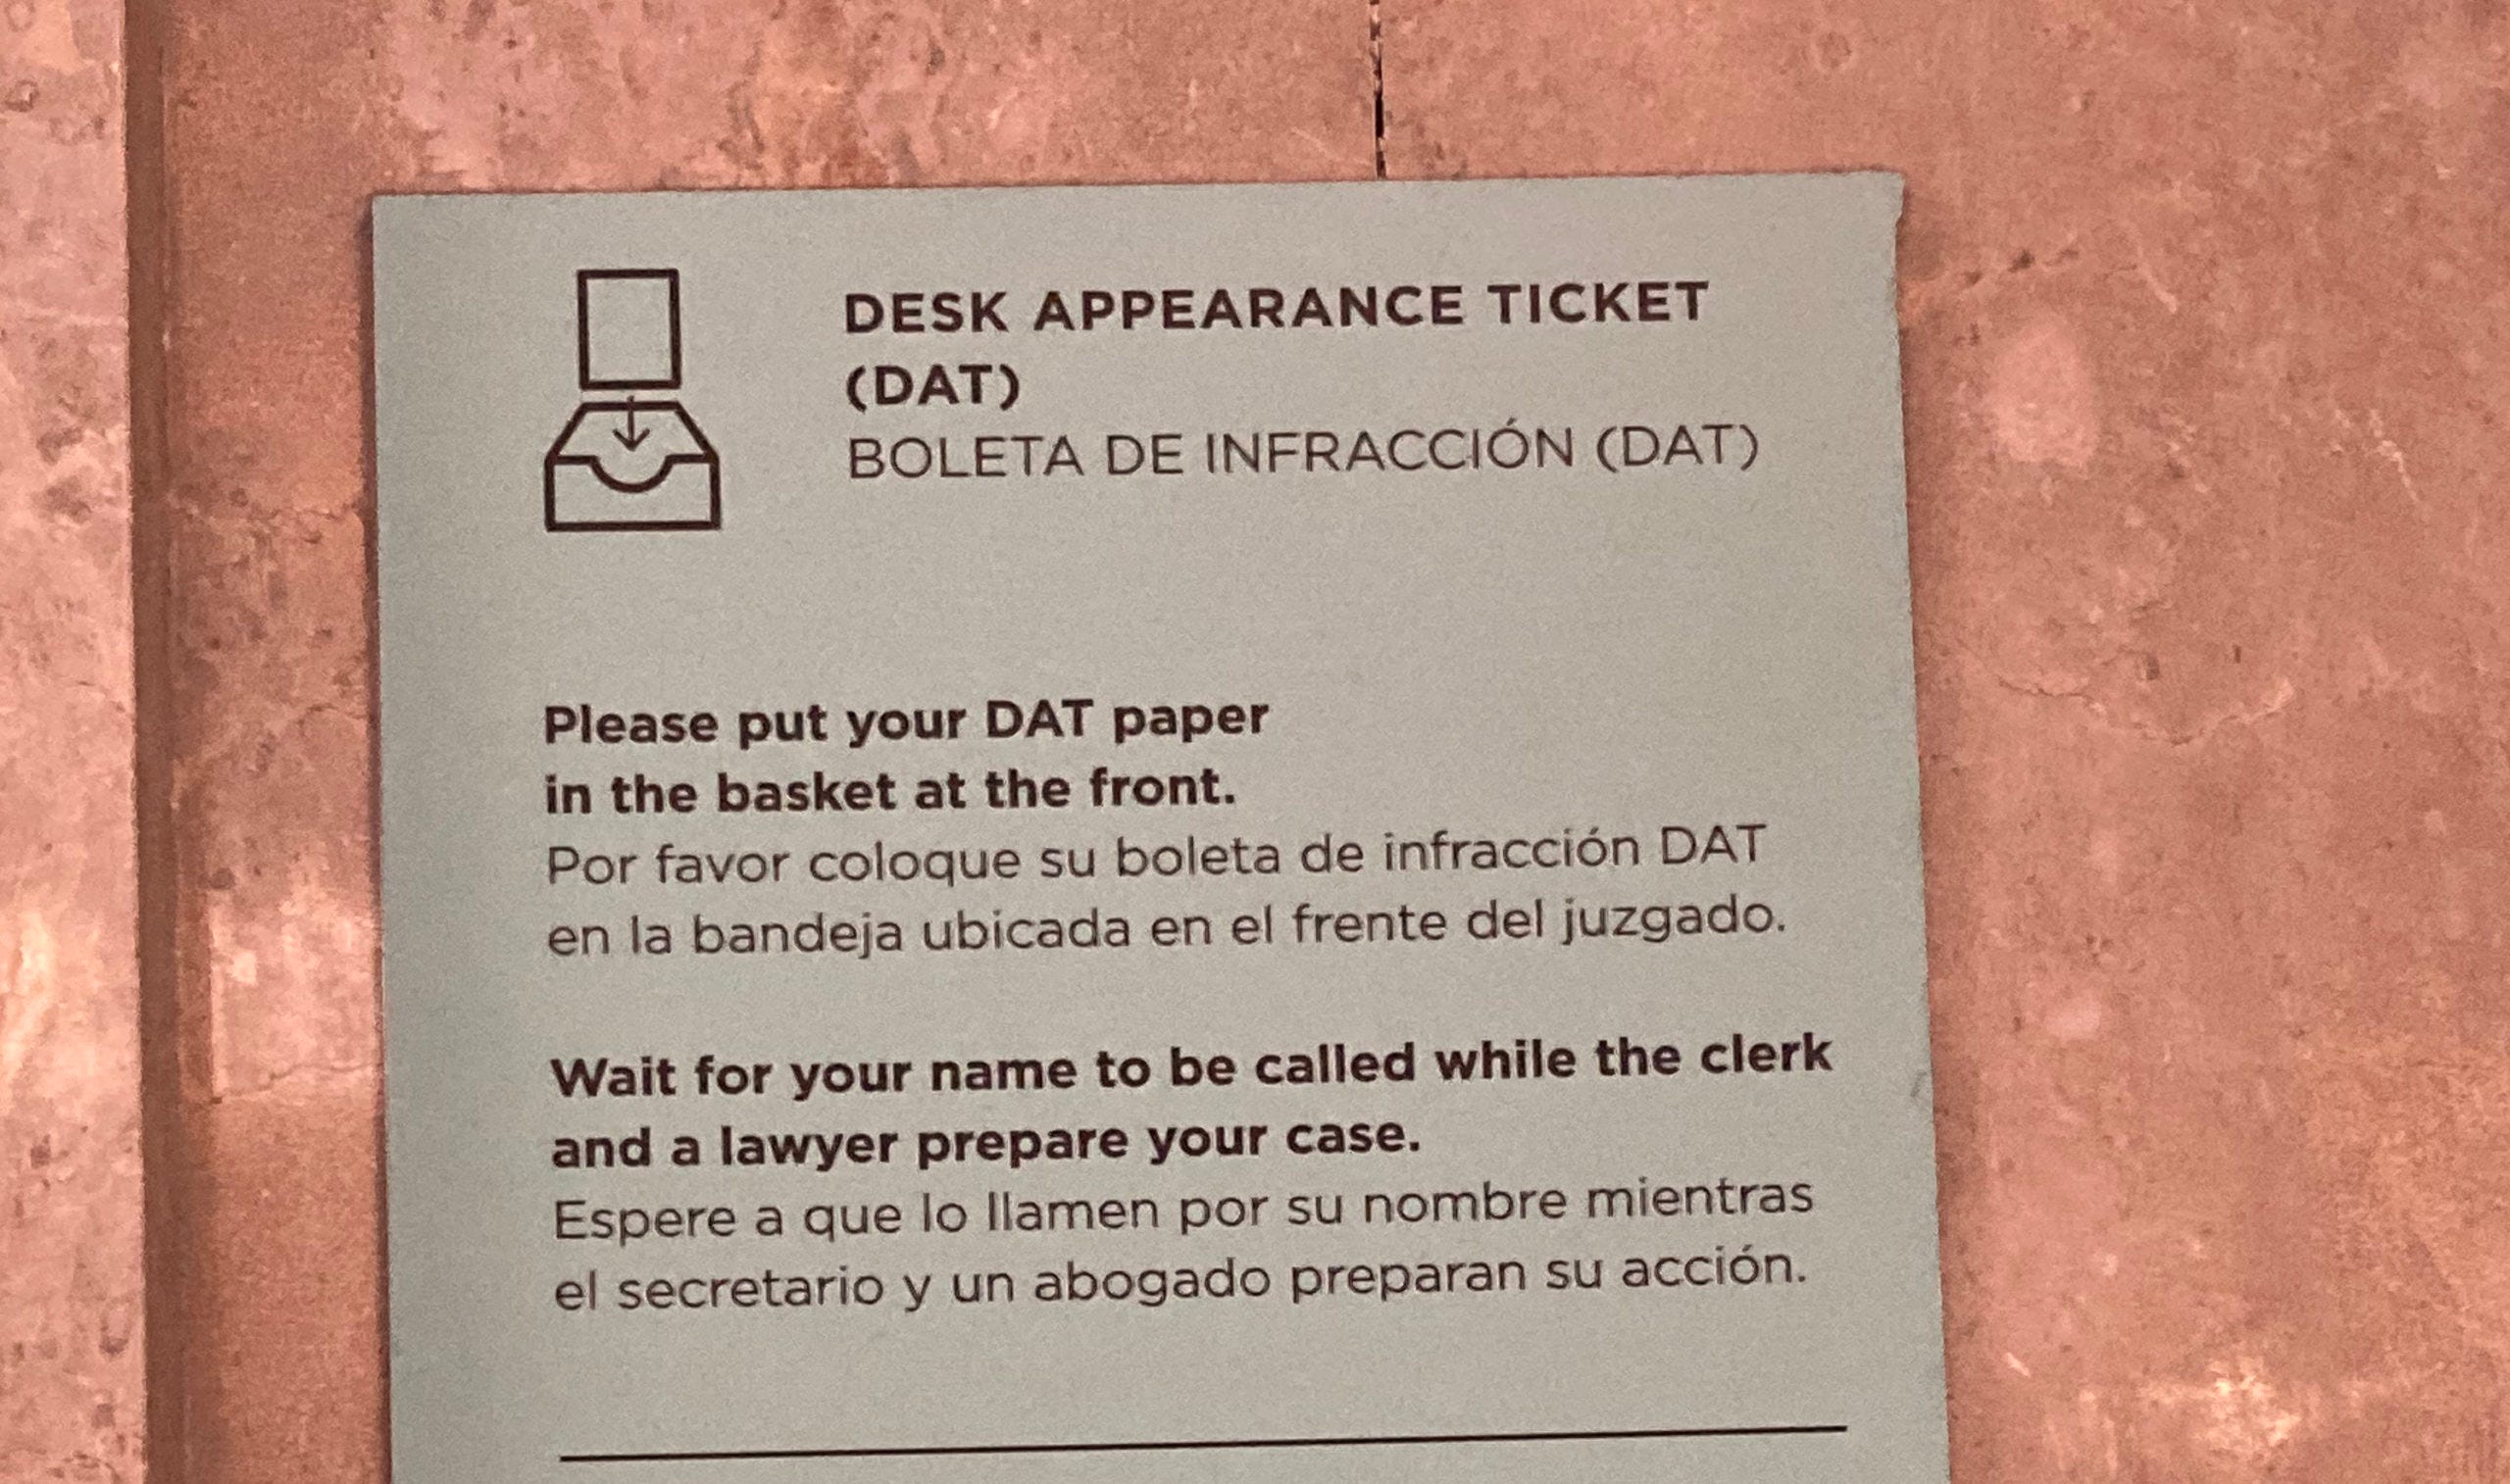 DESK APPEARANCE TICKET
(DAT)
BOLETA DE INFRACCIÓN (DAT)
Please put your DAT paper
in the basket at the front.
Por favor coloque su boleta de infracción DAT
en la bandeja ubicada en el frente del juzgado.
Wait for your name to be called while the clerk
and a lawyer prepare your case.
Espere a que lo llamen por su nombre mientras
el secretario y un abogado preparan su acción.